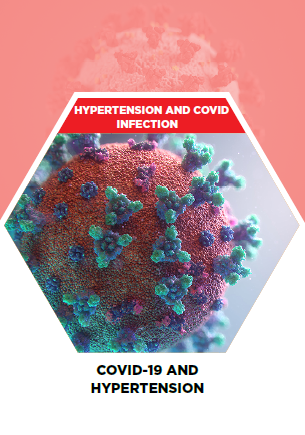 HYPERTENSION AND COVID
INFECTION
COVID-19 AND
HYPERTENSION